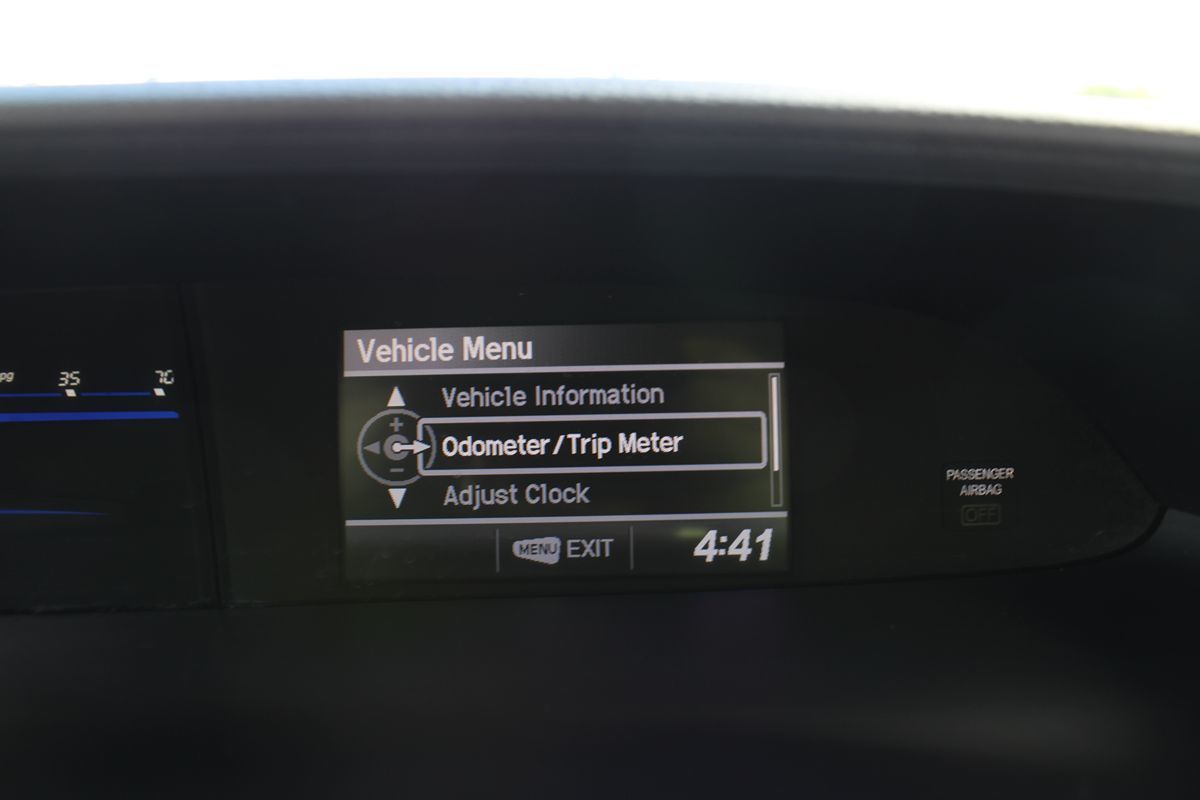 Vehicle Menu
Vehicle Information
35 70
+
Odometer/Trip Meter
-
Adjust Clock
PASSENGER
AIRBAG
OFF
MENU EXIT
4:41